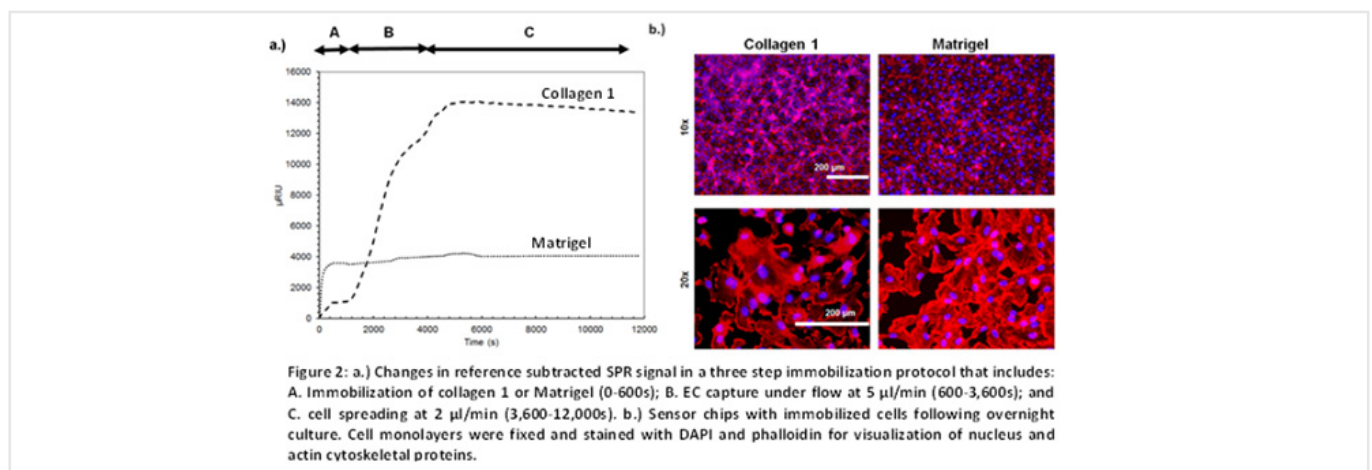 A B C
a.)
16000
14000
12000
10000
8000
6000
4000
2000
0
µRIU
Collagen 1
Matrigel
0 2000 4000 6000 8000 10000 12000
Time (s)
b.)
Collagen 1 Matrigel
10x
200 µm
20x
200 µm
Figure 2: a.) Changes in reference subtracted SPR signal in a three step immobilization protocol that includes:
A. Immobilization of collagen 1 or Matrigel (0-600s); B. EC capture under flow at 5 µl/min (600-3,600s); and
C. cell spreading at 2 µl/min (3,600-12,000s). b.) Sensor chips with immobilized cells following overnight
culture. Cell monolayers were fixed and stained with DAPI and phalloidin for visualization of nucleus and
actin cytoskeletal proteins.